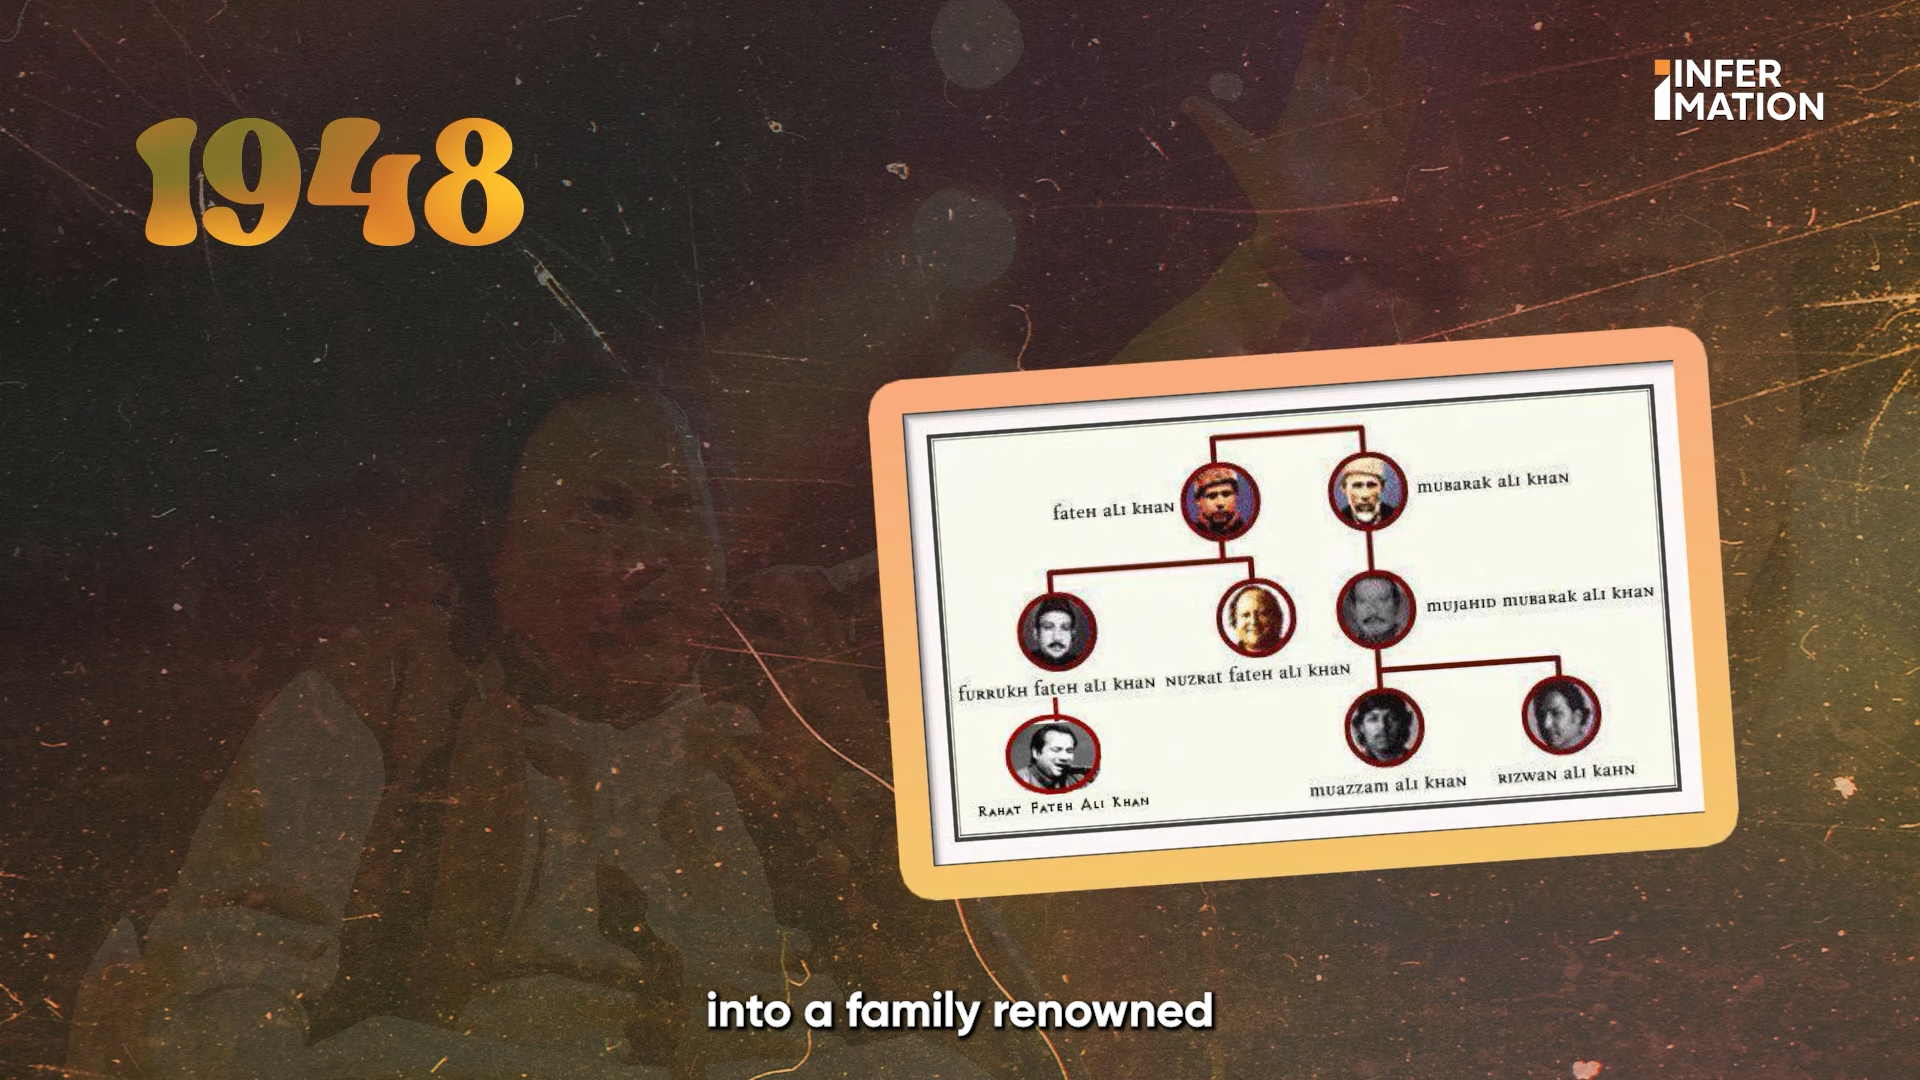 INFER
MATION
1948
fateh ali khan
mubarak ali khan
mujahid mubarak ali khan
furrukh fateh ali khan
nuzrat fateh ali khan
muazzam ali khan
rizwan ali kahn
Rahat Fateh Ali Khan
into a family renowned